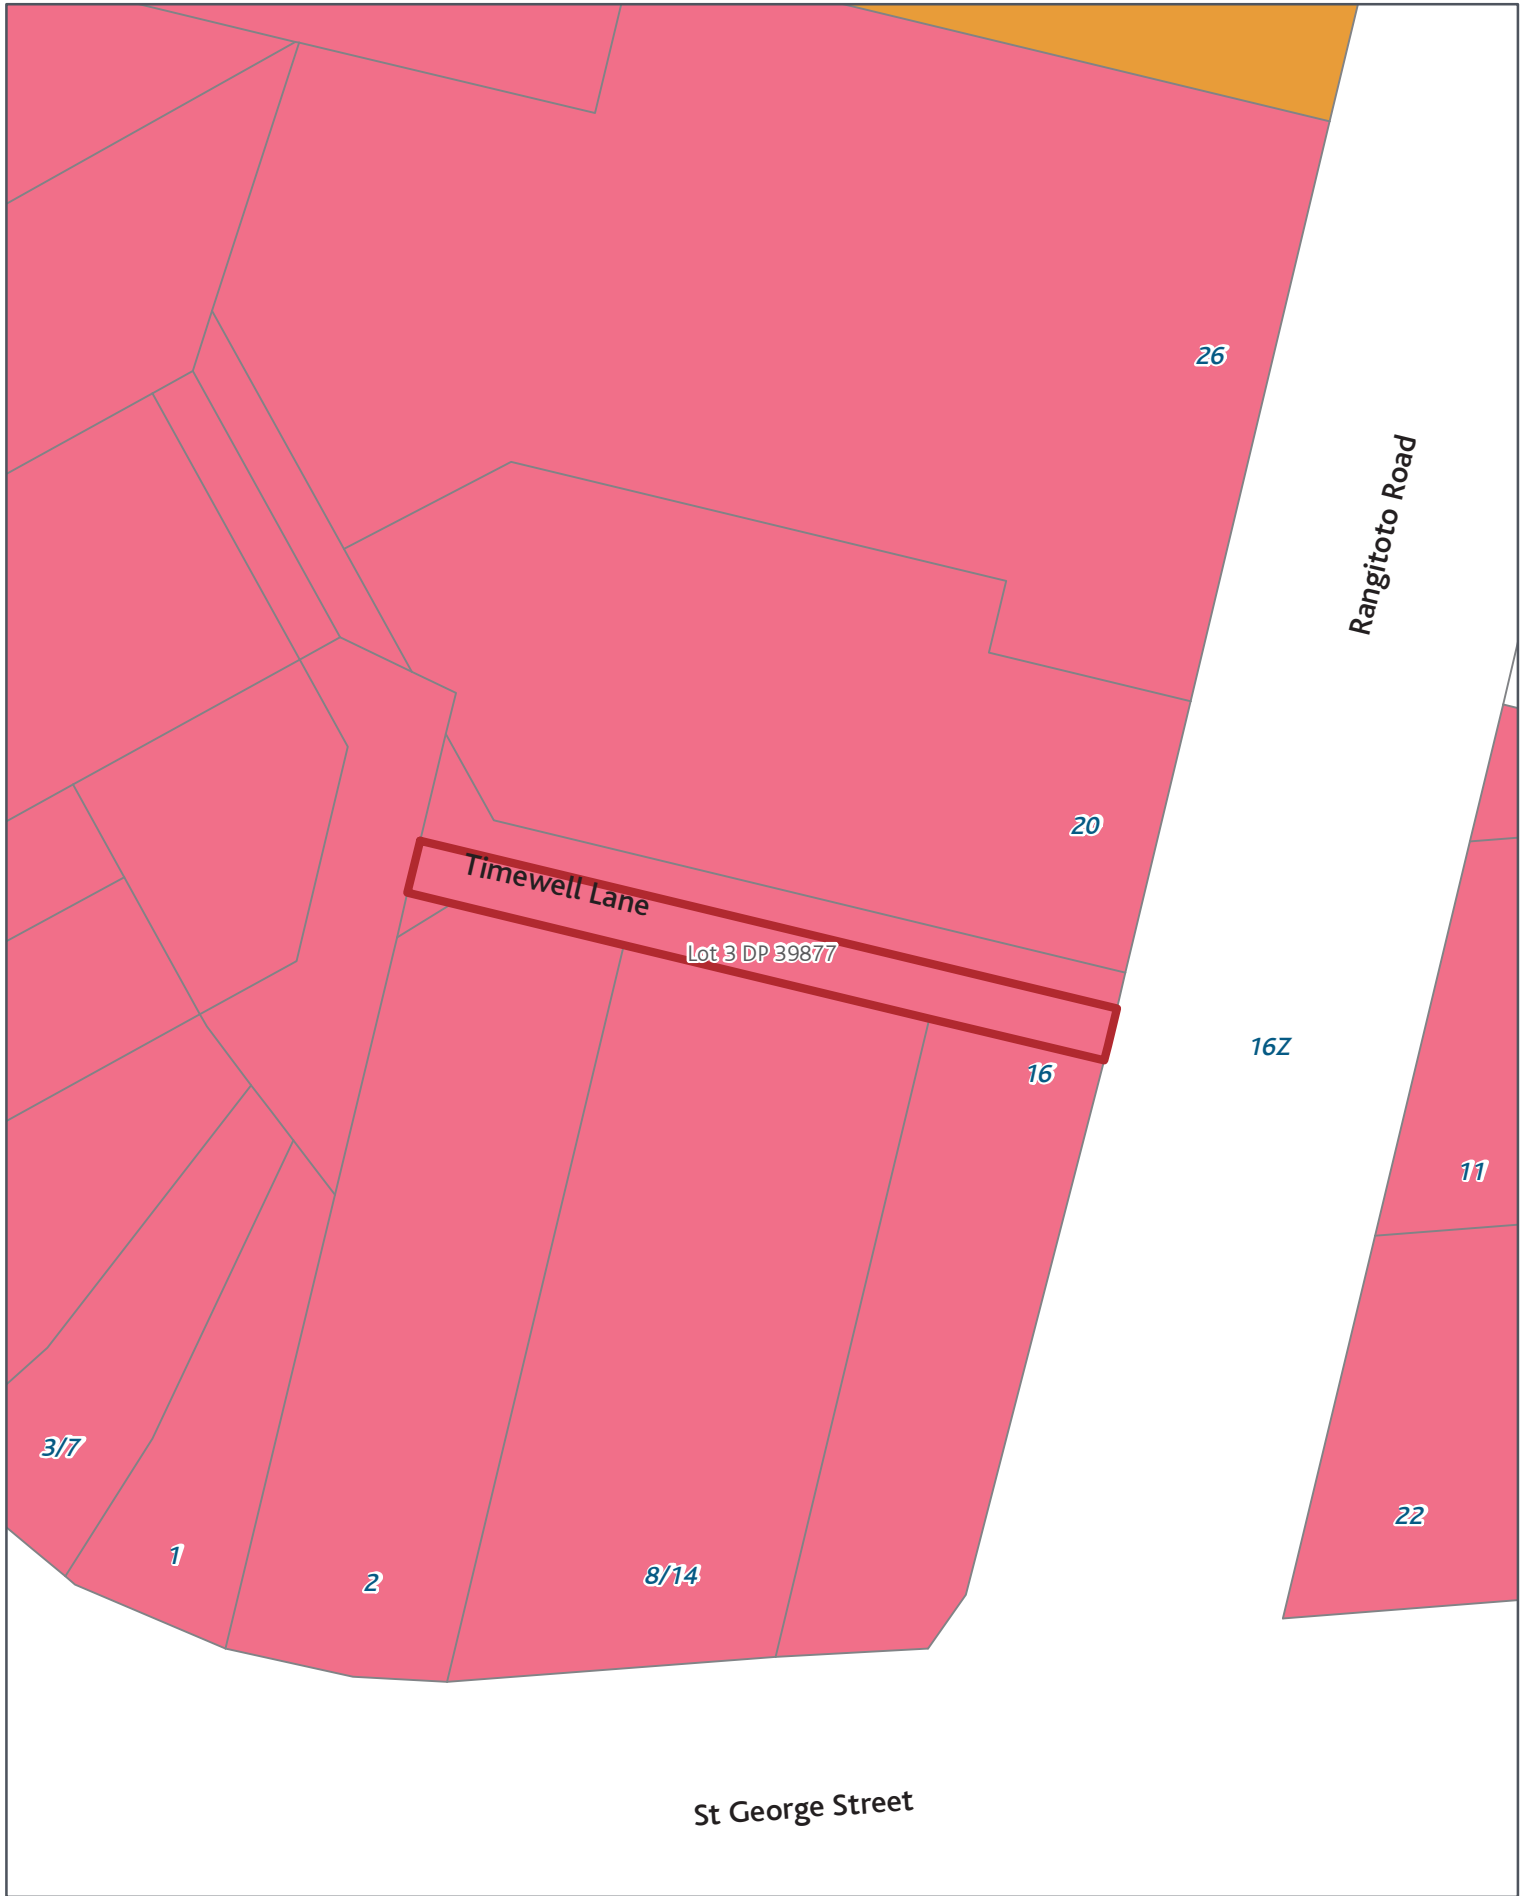 26
Rangitoto Road
20
Timewell Lane
Lot 3 DP 39877
16Z
16
11
3/7
22
1
2
8/14
St George Street